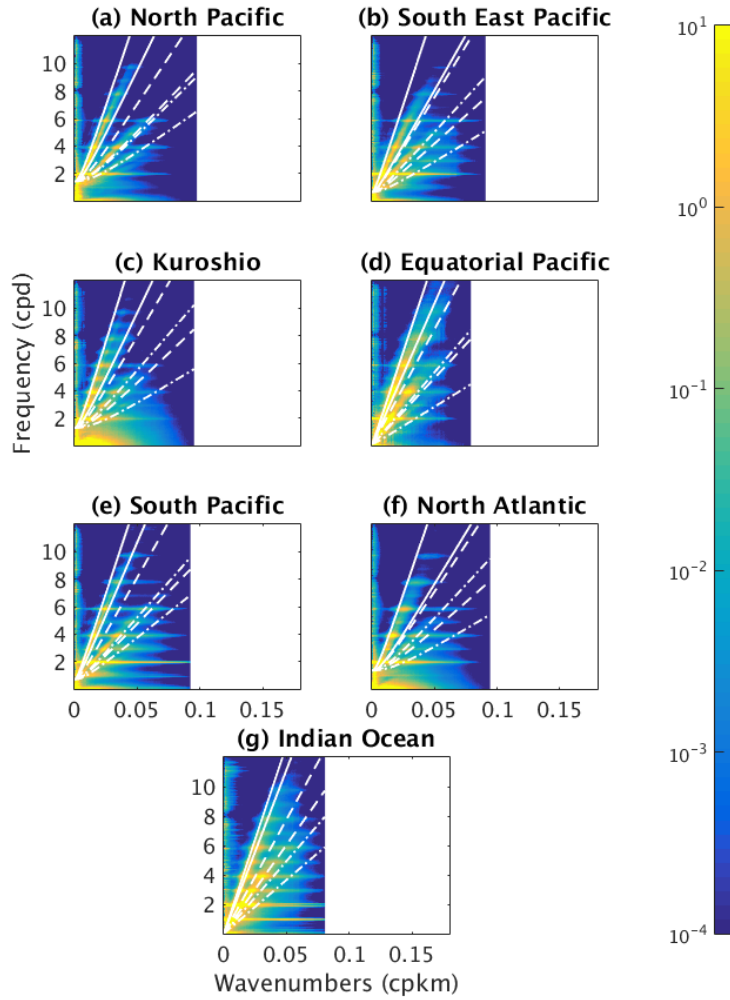 (a) North Pacific
(b) South East Pacific
10
8
6
4
2
(c) Kuroshio
(d) Equatorial Pacific
10
8
6
4
2
(e) South Pacific
(f) North Atlantic
10
8
6
4
2
0 0.05 0.1 0.15
0 0.05 0.1 0.15
(g) Indian Ocean
10
8
6
4
2
0 0.05 0.1 0.15
Wavenumbers (cpkm)
Frequency (cpd)
10^1
10^0
10^-1
10^-2
10^-3
10^-4